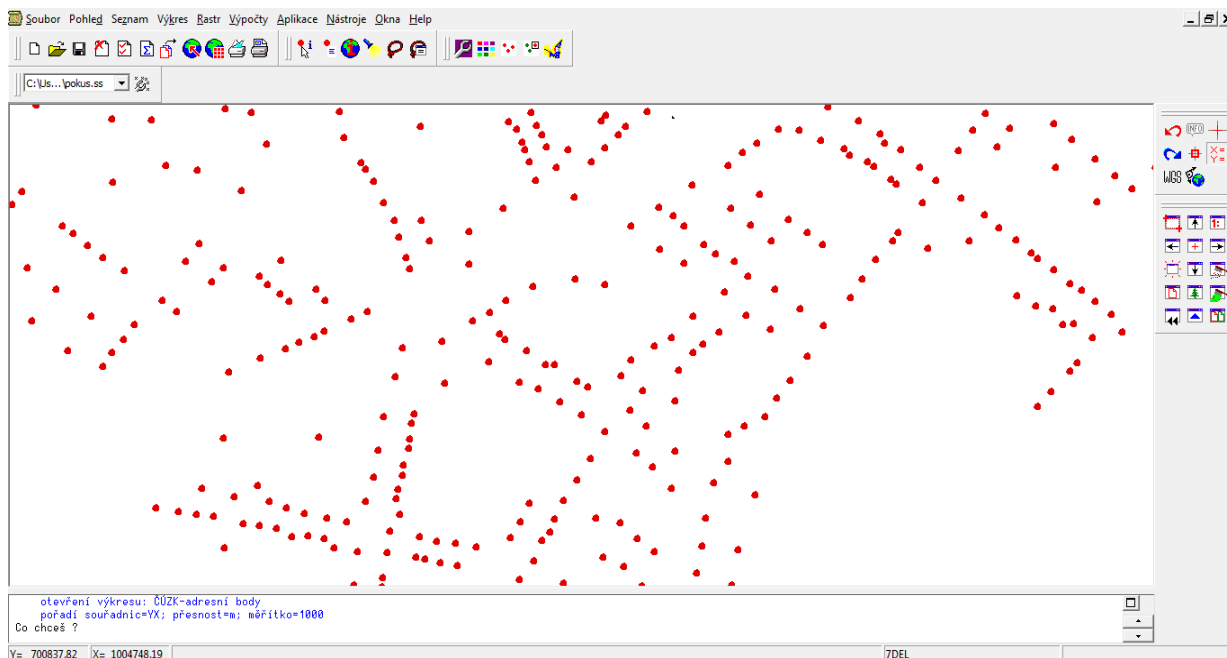 Soubor Pohled Seznam Výkres Rastr Výpočty Aplikace Nástroje Okna Help
C:\Us...\pokus.ss
INFO
X=
Y=
WGS
1:
otevření výkresu: ČÚZK-adresní body
pořadí souřadnic=YX; přesnost=m; měřítko=1000
Co chceš ?
Y= 700837.82 X= 1004748.19 7DEL